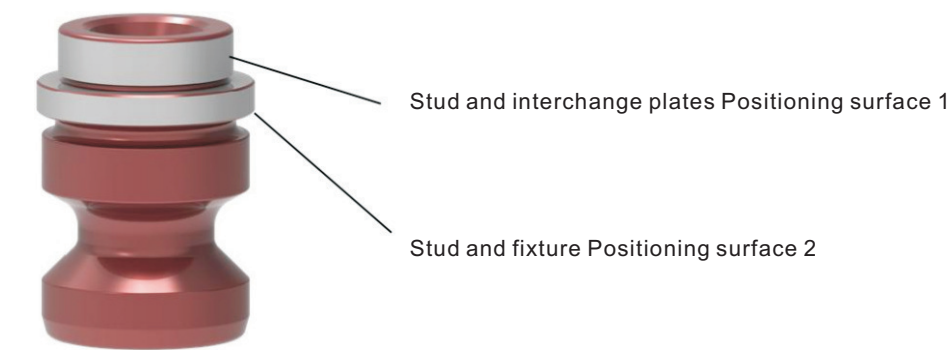 Stud and interchange plates Positioning surface 1
Stud and fixture Positioning surface 2